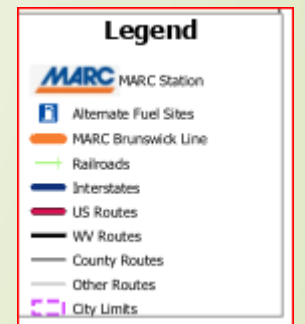 Legend
MARC MARC Station
Alternate Fuel Sites
MARC Brunswick Line
Railroads
Interstates
US Routes
WV Routes
County Routes
Other Routes
City Limits